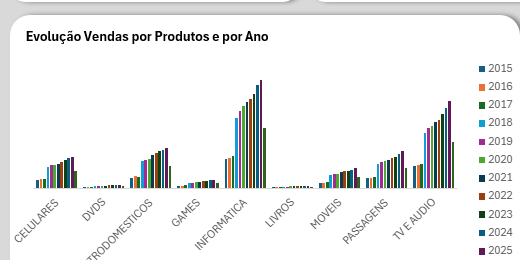 Evolução Vendas por Produtos e por Ano
2015
2016
2017
2018
2019
2020
2021
2022
2023
2024
2025
CELULARES
DVDS
TRODOMESTICOS
GAMES
INFORMATICA
LIVROS
MOVEIS
PASSAGENS
TV E AUDIO